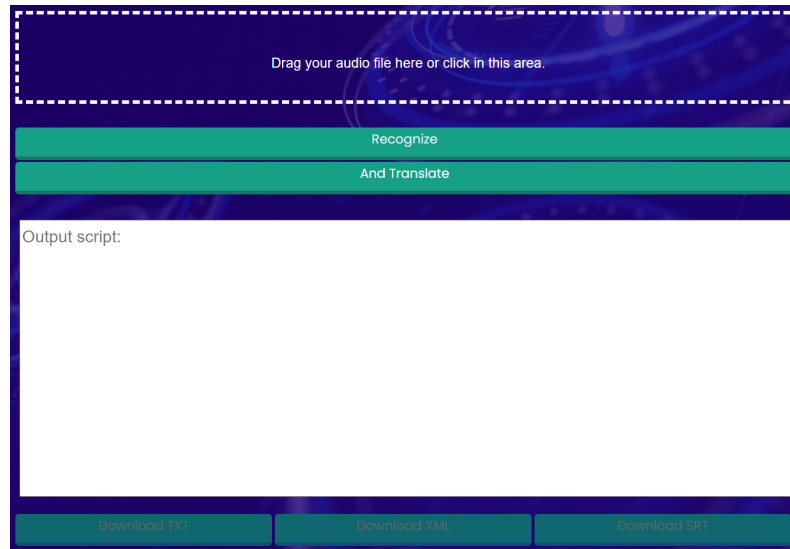 Drag your audio file here or click in this area.
Recognize
And Translate
Output script:
Download TXT Download XML Download SRT